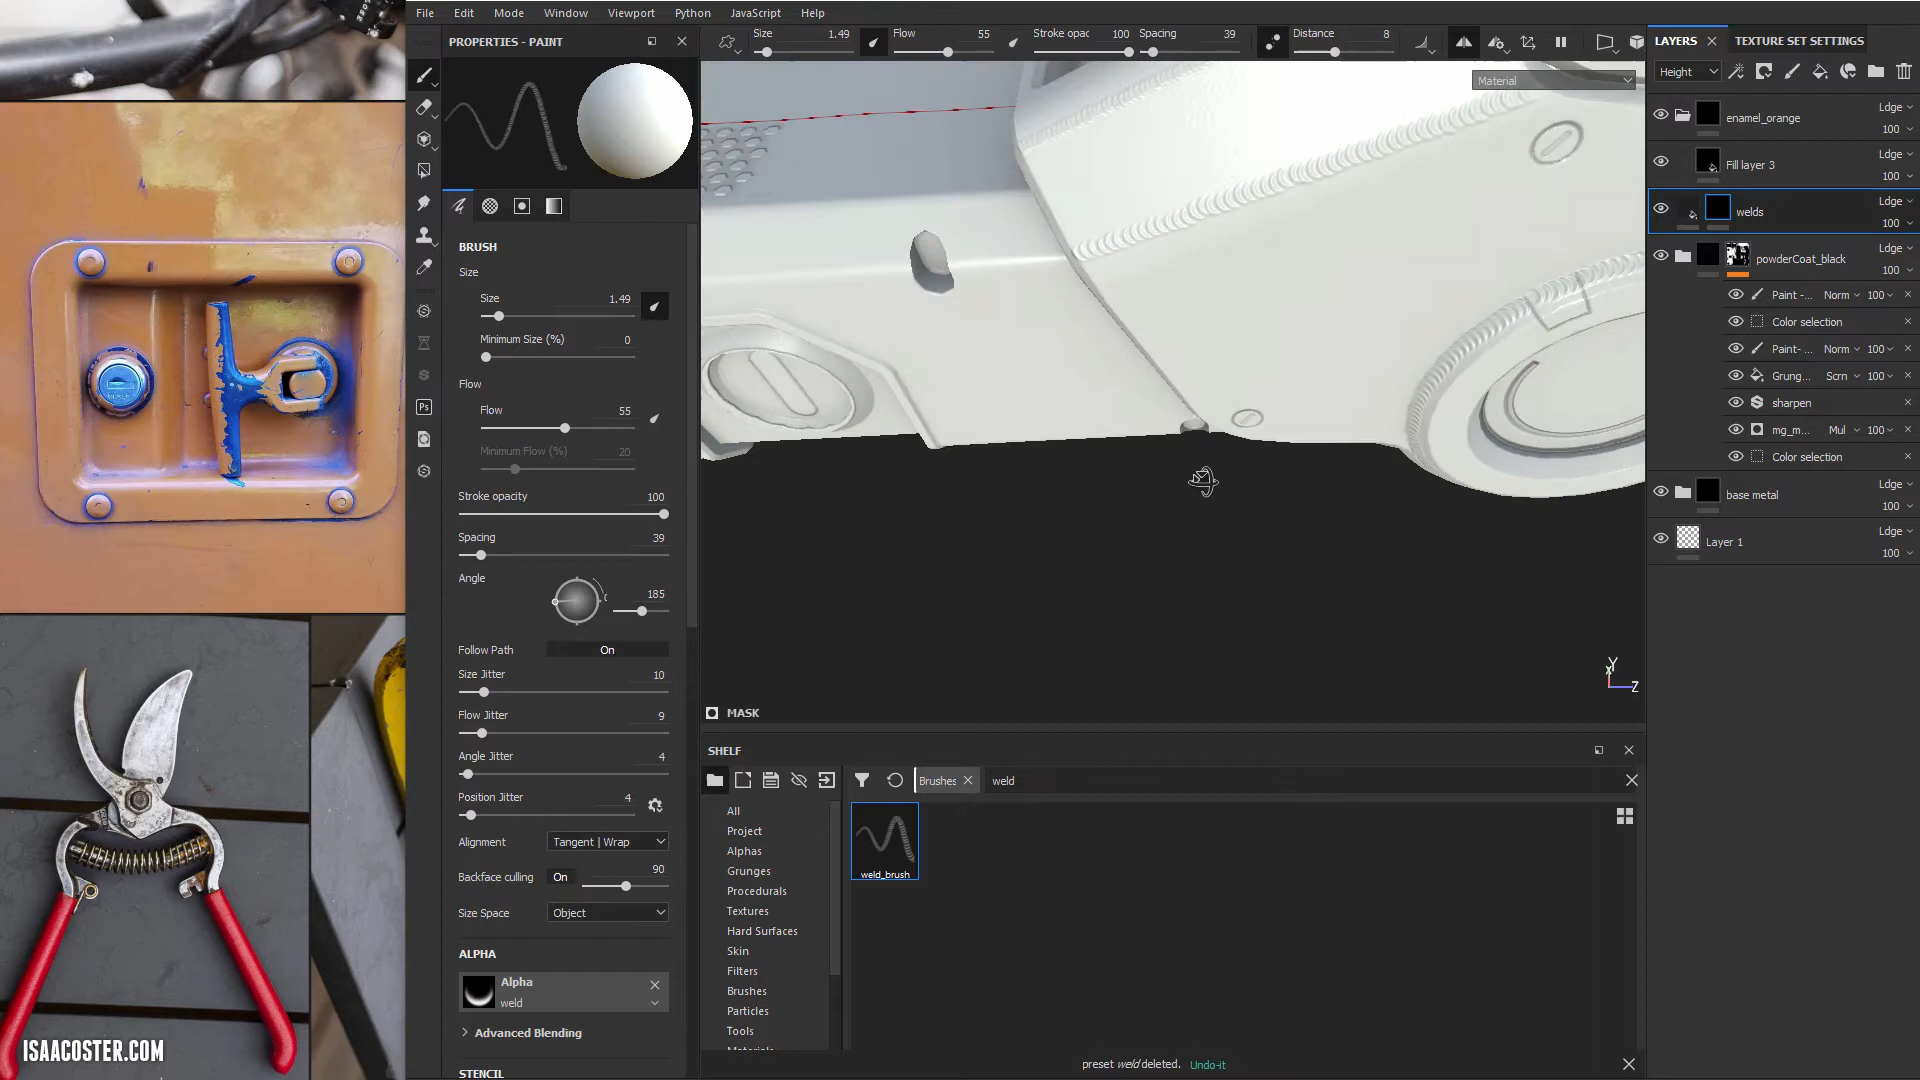 File Edit Mode Window Viewport Python JavaScript Help
PROPERTIES - PAINT
Size 1.49 Flow 55 Stroke opac 100 Spacing 39 Distance 8
LAYERS TEXTURE SET SETTINGS
Material
Height
BRUSH
Size
Size 1.49
Minimum Size (%) 0
Flow
Flow 55
Minimum Flow (%) 20
Stroke opacity 100
Spacing 39
Angle
185
Follow Path On
Size Jitter 10
Flow Jitter 9
Angle Jitter 4
Position Jitter 4
Alignment Tangent | Wrap
Backface culling On 90
Size Space Object
ALPHA
Alpha
weld
Advanced Blending
STENCIL
Ps
MASK
Y
Z
SHELF
Brushes weld
All
Project
Alphas
Grunges
Procedurals
Textures
Hard Surfaces
Skin
Filters
Brushes
Particles
Tools
weld_brush
preset weld deleted. Undo-it
enamel_orange Ldge 100
Fill layer 3 Ldge 100
welds Ldge 100
powderCoat_black Ldge 100
Paint -... Norm 100
Color selection
Paint- ... Norm 100
Grung... Scrn 100
sharpen
mg_m... Mul 100
Color selection
base metal Ldge 100
Layer 1 Ldge 100
ISAACOSTER.COM